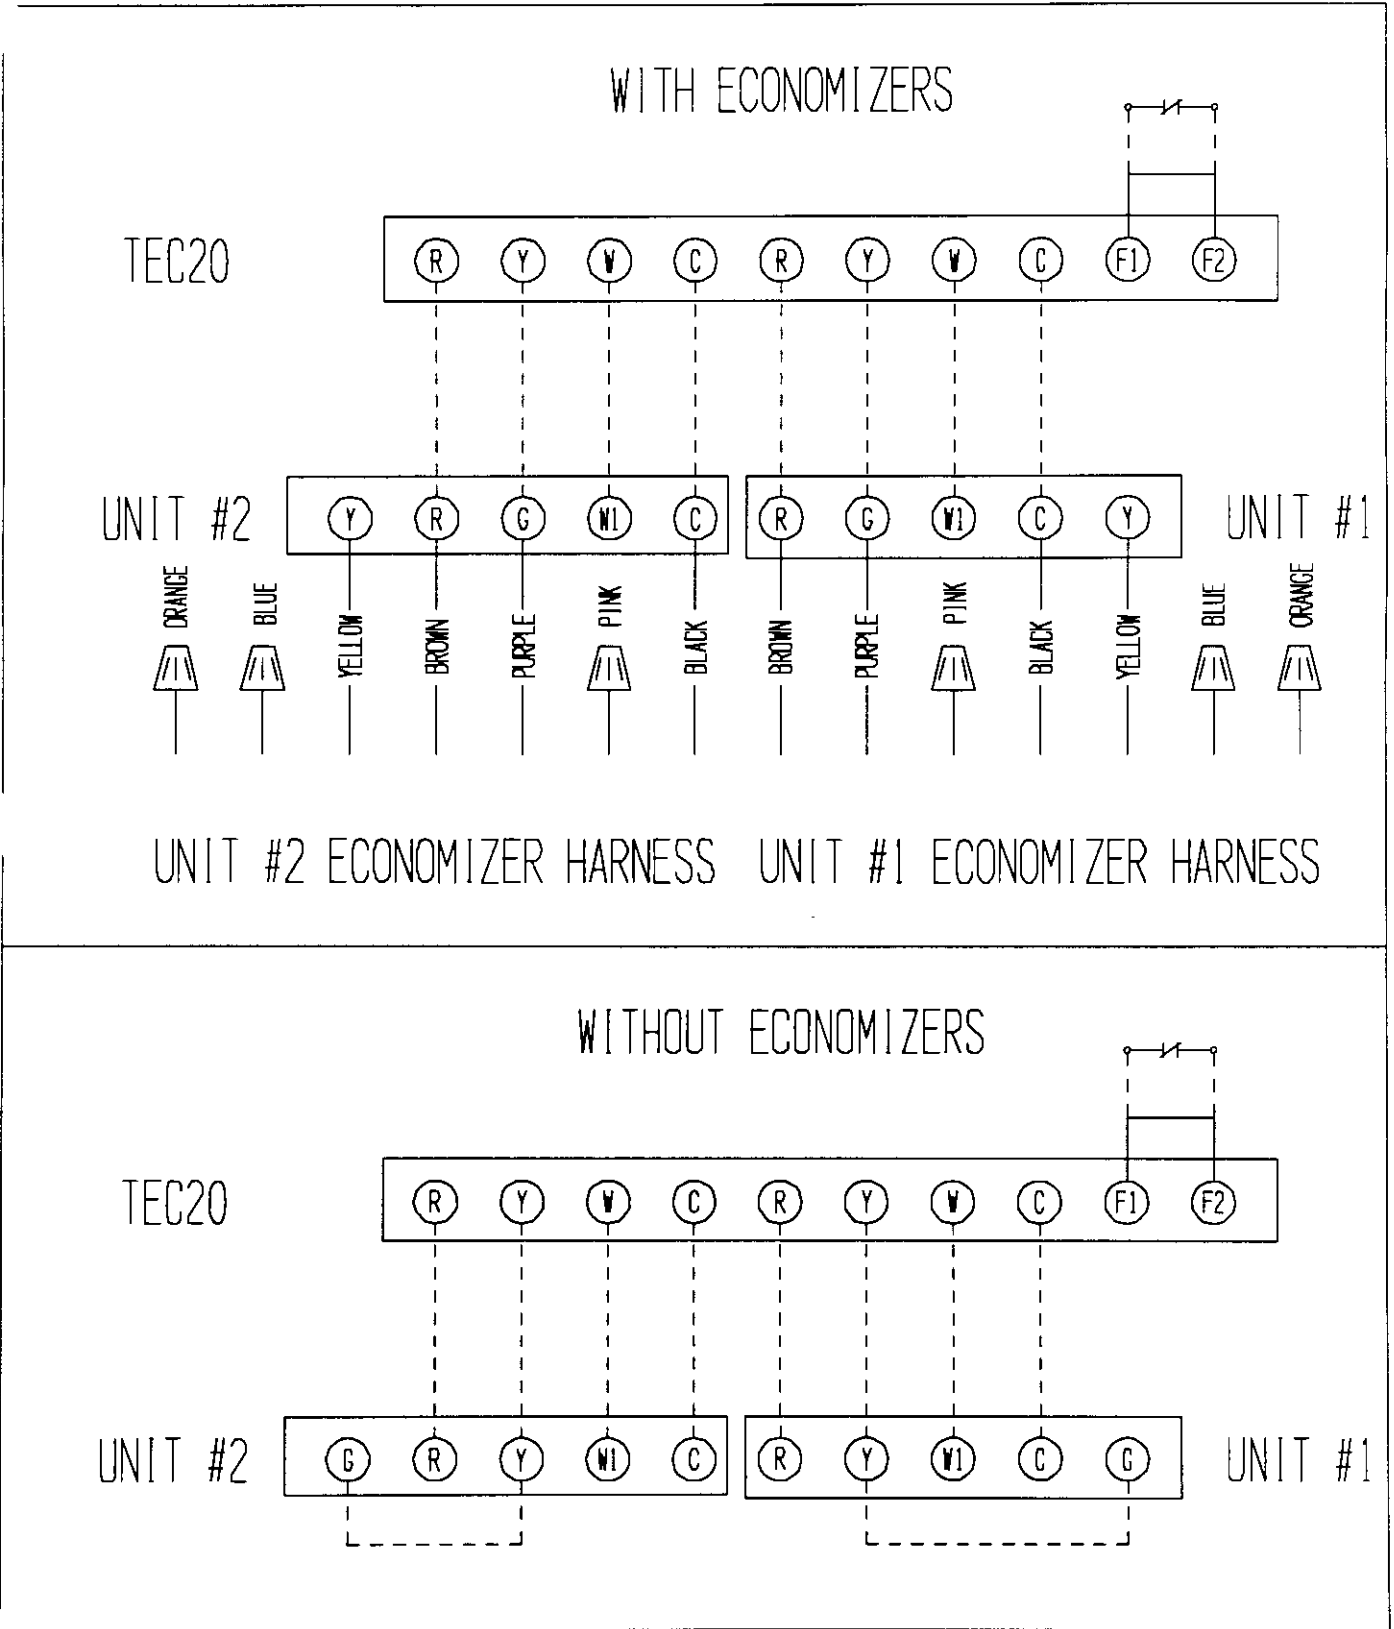 WITH ECONOMIZERS
TEC20
R Y W C R Y W C F1 F2
UNIT #2
Y R G W1 C
R G W1 C Y
UNIT #1
ORANGE
BLUE
YELLOW
BROWN
PURPLE
PINK
BLACK
BROWN
PURPLE
PINK
BLACK
YELLOW
BLUE
ORANGE
UNIT #2 ECONOMIZER HARNESS
UNIT #1 ECONOMIZER HARNESS
WITHOUT ECONOMIZERS
TEC20
R Y W C R Y W C F1 F2
UNIT #2
G R Y W1 C
R Y W1 C G
UNIT #1